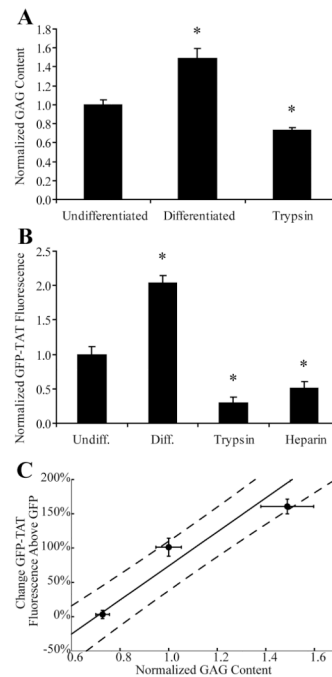 A
Normalized GAG Content
1.8
1.6
1.4
1.2
1.0
0.8
0.6
0.4
0.2
0.0
*
*
Undifferentiated Differentiated Trypsin
B
Normalized GFP-TAT Fluorescence
2.5
2.0
1.5
1.0
0.5
0.0
*
*
*
Undiff. Diff. Trypsin Heparin
C
Change GFP-TAT
Fluorescence Above GFP
200%
150%
100%
50%
0%
-50%
0.6 0.8 1.0 1.2 1.4 1.6
Normalized GAG Content